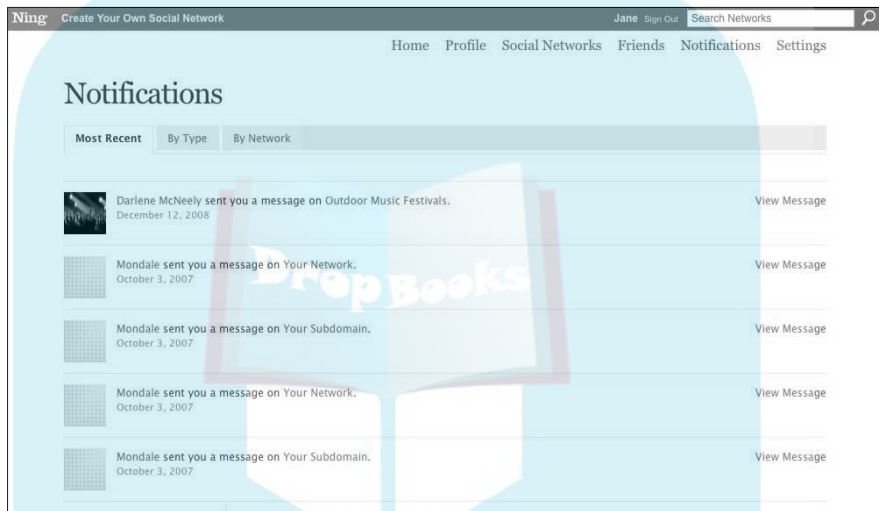 Ning Create Your Own Social Network Jane Sign Out Search Networks
Home Profile Social Networks Friends Notifications Settings
Notifications
Most Recent By Type By Network
Darlene McNeely sent you a message on Outdoor Music Festivals. View Message
December 12, 2008
Mondale sent you a message on Your Network. View Message
October 3, 2007
DropBooks
Mondale sent you a message on Your Subdomain. View Message
October 3, 2007
Mondale sent you a message on Your Network. View Message
October 3, 2007
Mondale sent you a message on Your Subdomain. View Message
October 3, 2007